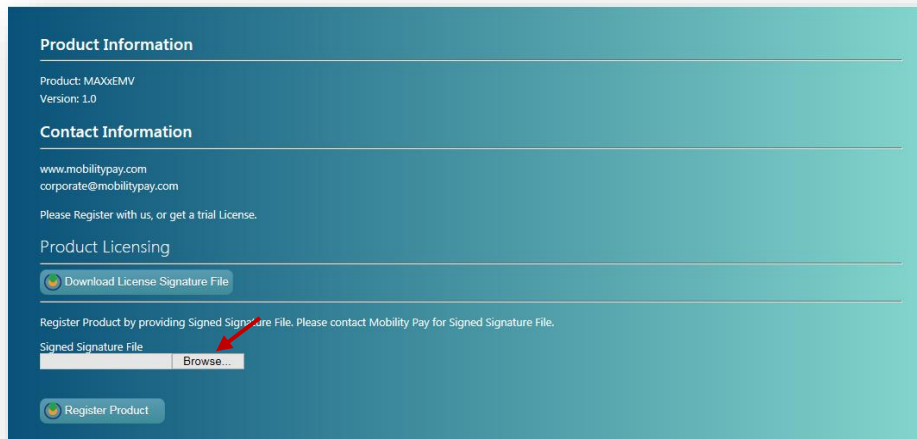 Product Information
Product: MAXxEMV
Version: 1.0
Contact Information
www.mobilitypay.com
corporate@mobilitypay.com
Please Register with us, or get a trial License.
Product Licensing
Download License Signature File
Register Product by providing Signed Signature File. Please contact Mobility Pay for Signed Signature File.
Signed Signature File
Browse...
Register Product